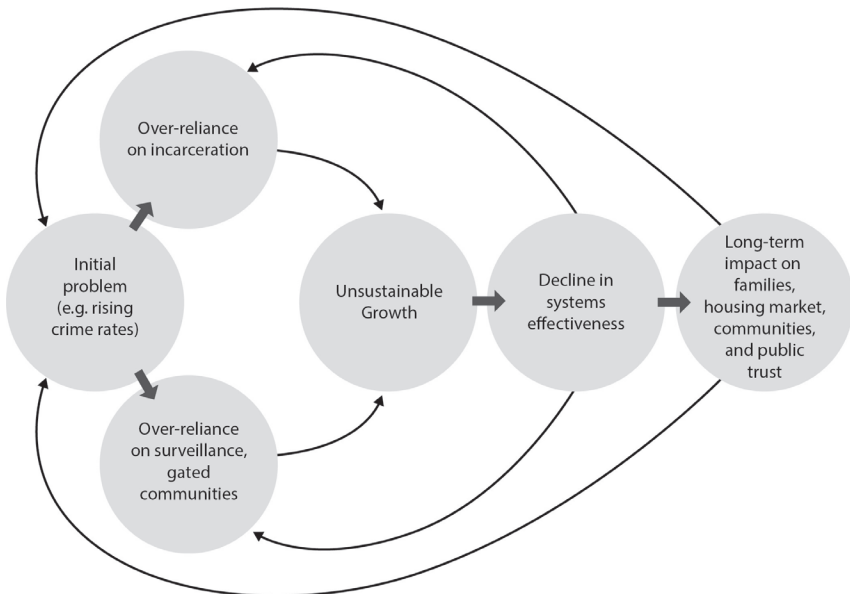 Over-reliance
on incarceration
Initial
problem
(e.g. rising
crime rates)
Unsustainable
Growth
Decline in
systems
effectiveness
Long-term
impact on
families,
housing market,
communities,
and public
trust
Over-reliance
on surveillance,
gated
communities